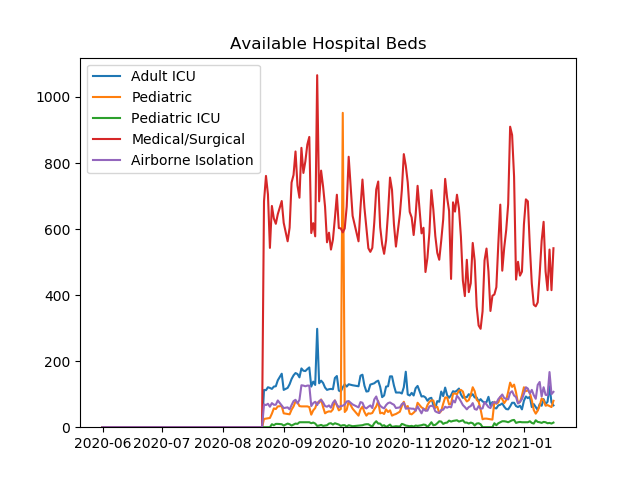 Available Hospital Beds
Adult ICU
Pediatric
Pediatric ICU
Medical/Surgical
Airborne Isolation
1000
800
600
400
200
0
2020-06 2020-07 2020-08 2020-09 2020-10 2020-11 2020-12 2021-01